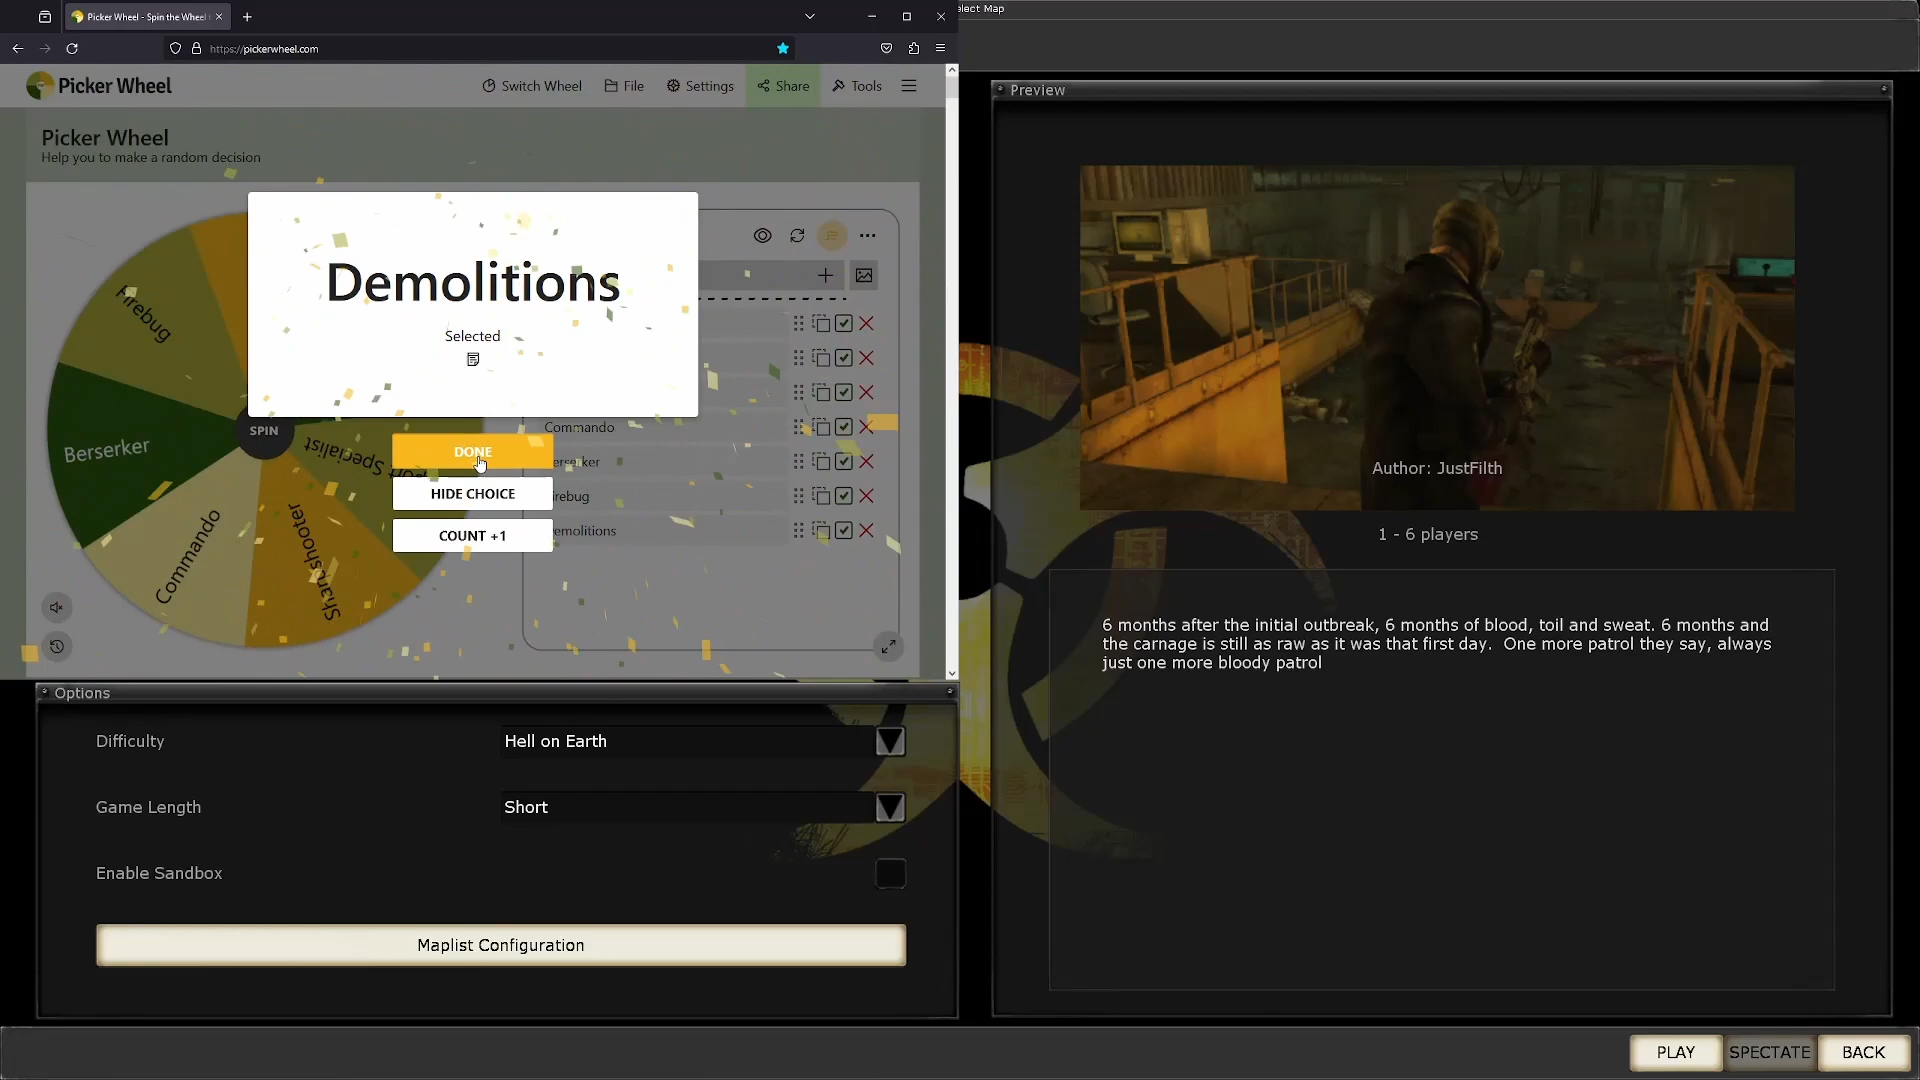 Picker Wheel - Spin the Wheel
elect Map
https://pickerwheel.com
Picker Wheel
Switch Wheel
File
Settings
Share
Tools
Picker Wheel
Help you to make a random decision
Preview
Demolitions
Selected
Firebug
Berserker
SPIN
ort Specialist
Commando
Sharpshooter
Commando
erserker
irebug
emolitions
DONE
HIDE CHOICE
COUNT +1
Author: JustFilth
1 - 6 players
6 months after the initial outbreak, 6 months of blood, toil and sweat. 6 months and
the carnage is still as raw as it was that first day. One more patrol they say, always
just one more bloody patrol
Options
Difficulty
Hell on Earth
Game Length
Short
Enable Sandbox
Maplist Configuration
PLAY
SPECTATE
BACK